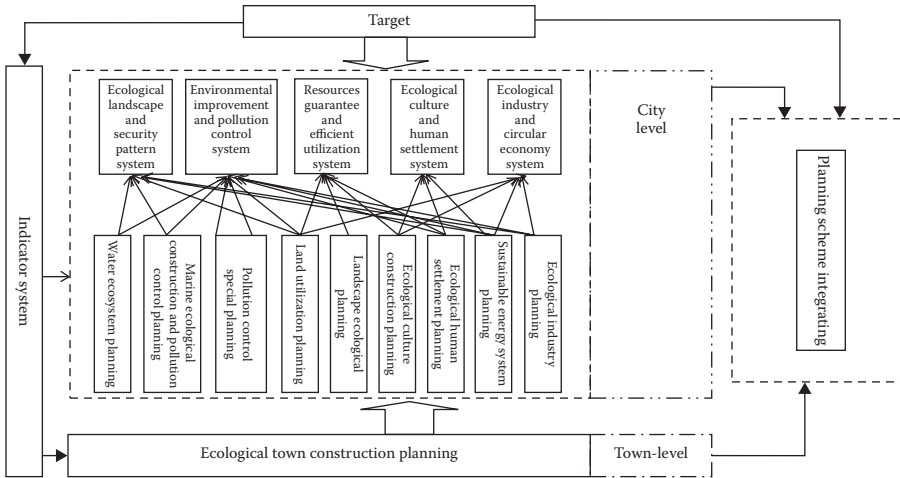 Target
Ecological
landscape
and
security
pattern
system
Environmental
improvement
and pollution
control
system
Resources
guarantee
and
efficient
utilization
system
Ecological
culture
and
human
settlement
system
Ecological
industry
and
circular
economy
system
City
level
Indicator system
Planning scheme integrating
Water ecosystem planning
Marine ecological
construction and pollution
control planning
Pollution control
special planning
Land utilization planning
Landscape ecological
planning
Ecological culture
construction planning
Ecological human
settlement planning
Sustainable energy system
planning
Ecological industry
planning
Ecological town construction planning
Town-level